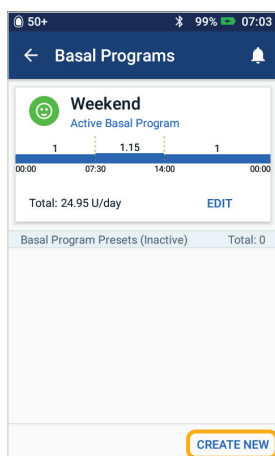 50+ 99% 07:03
Basal Programs
Weekend
Active Basal Program
1 1.15 1
00:00 07:30 14:00 00:00
Total: 24.95 U/day EDIT
Basal Program Presets (Inactive) Total: 0
CREATE NEW